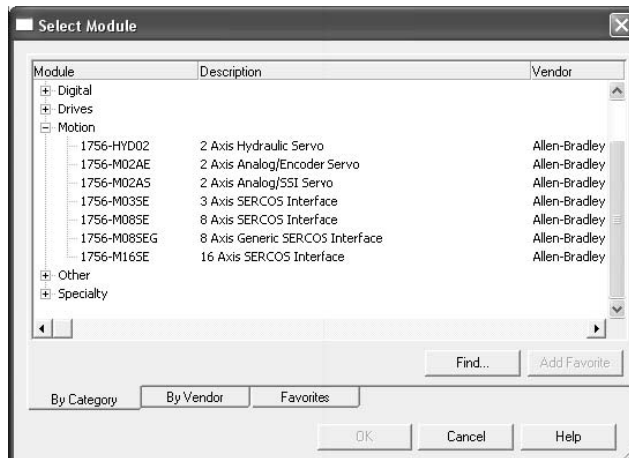 Select Module
Module Description Vendor
Digital
Drives
Motion
1756-HYD02 2 Axis Hydraulic Servo Allen-Bradley
1756-M02AE 2 Axis Analog/Encoder Servo Allen-Bradley
1756-M02AS 2 Axis Analog/SSI Servo Allen-Bradley
1756-M03SE 3 Axis SERCOS Interface Allen-Bradley
1756-M08SE 8 Axis SERCOS Interface Allen-Bradley
1756-M08SEG 8 Axis Generic SERCOS Interface Allen-Bradley
1756-M16SE 16 Axis SERCOS Interface Allen-Bradley
Other
Specialty
Find... Add Favorite
By Category By Vendor Favorites
OK Cancel Help